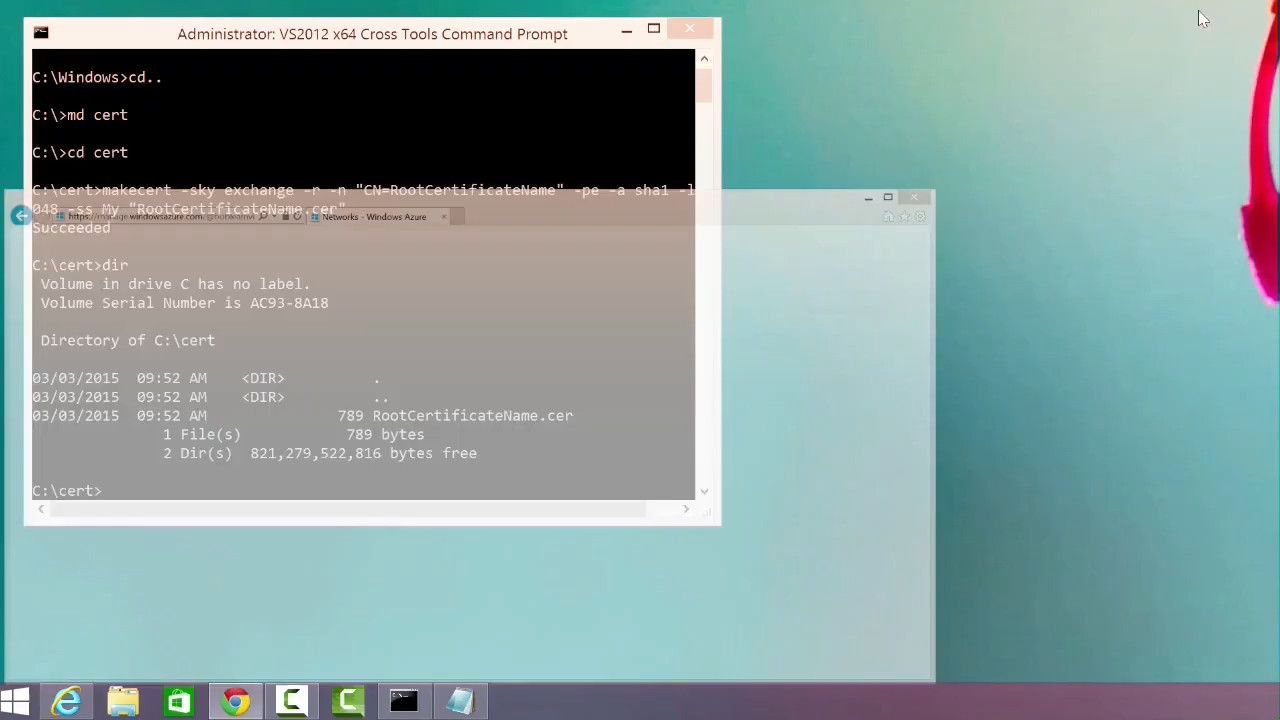 Administrator: VS2012 x64 Cross Tools Command Prompt
C:\Windows>cd..
C:\>md cert
C:\>cd cert
C:\cert>makecert -sky exchange -r -n "CN=RootCertificateName" -pe -a sha1 -l
048 -ss My "RootCertificateName.cer"
https://manage.windowsazure.com
Networks - Windows Azure
Succeeded
C:\cert>dir
Volume in drive C has no label.
Volume Serial Number is AC93-8A18
Directory of C:\cert
03/03/2015 09:52 AM <DIR> .
03/03/2015 09:52 AM <DIR> ..
03/03/2015 09:52 AM 789 RootCertificateName.cer
1 File(s) 789 bytes
2 Dir(s) 821,279,522,816 bytes free
C:\cert>